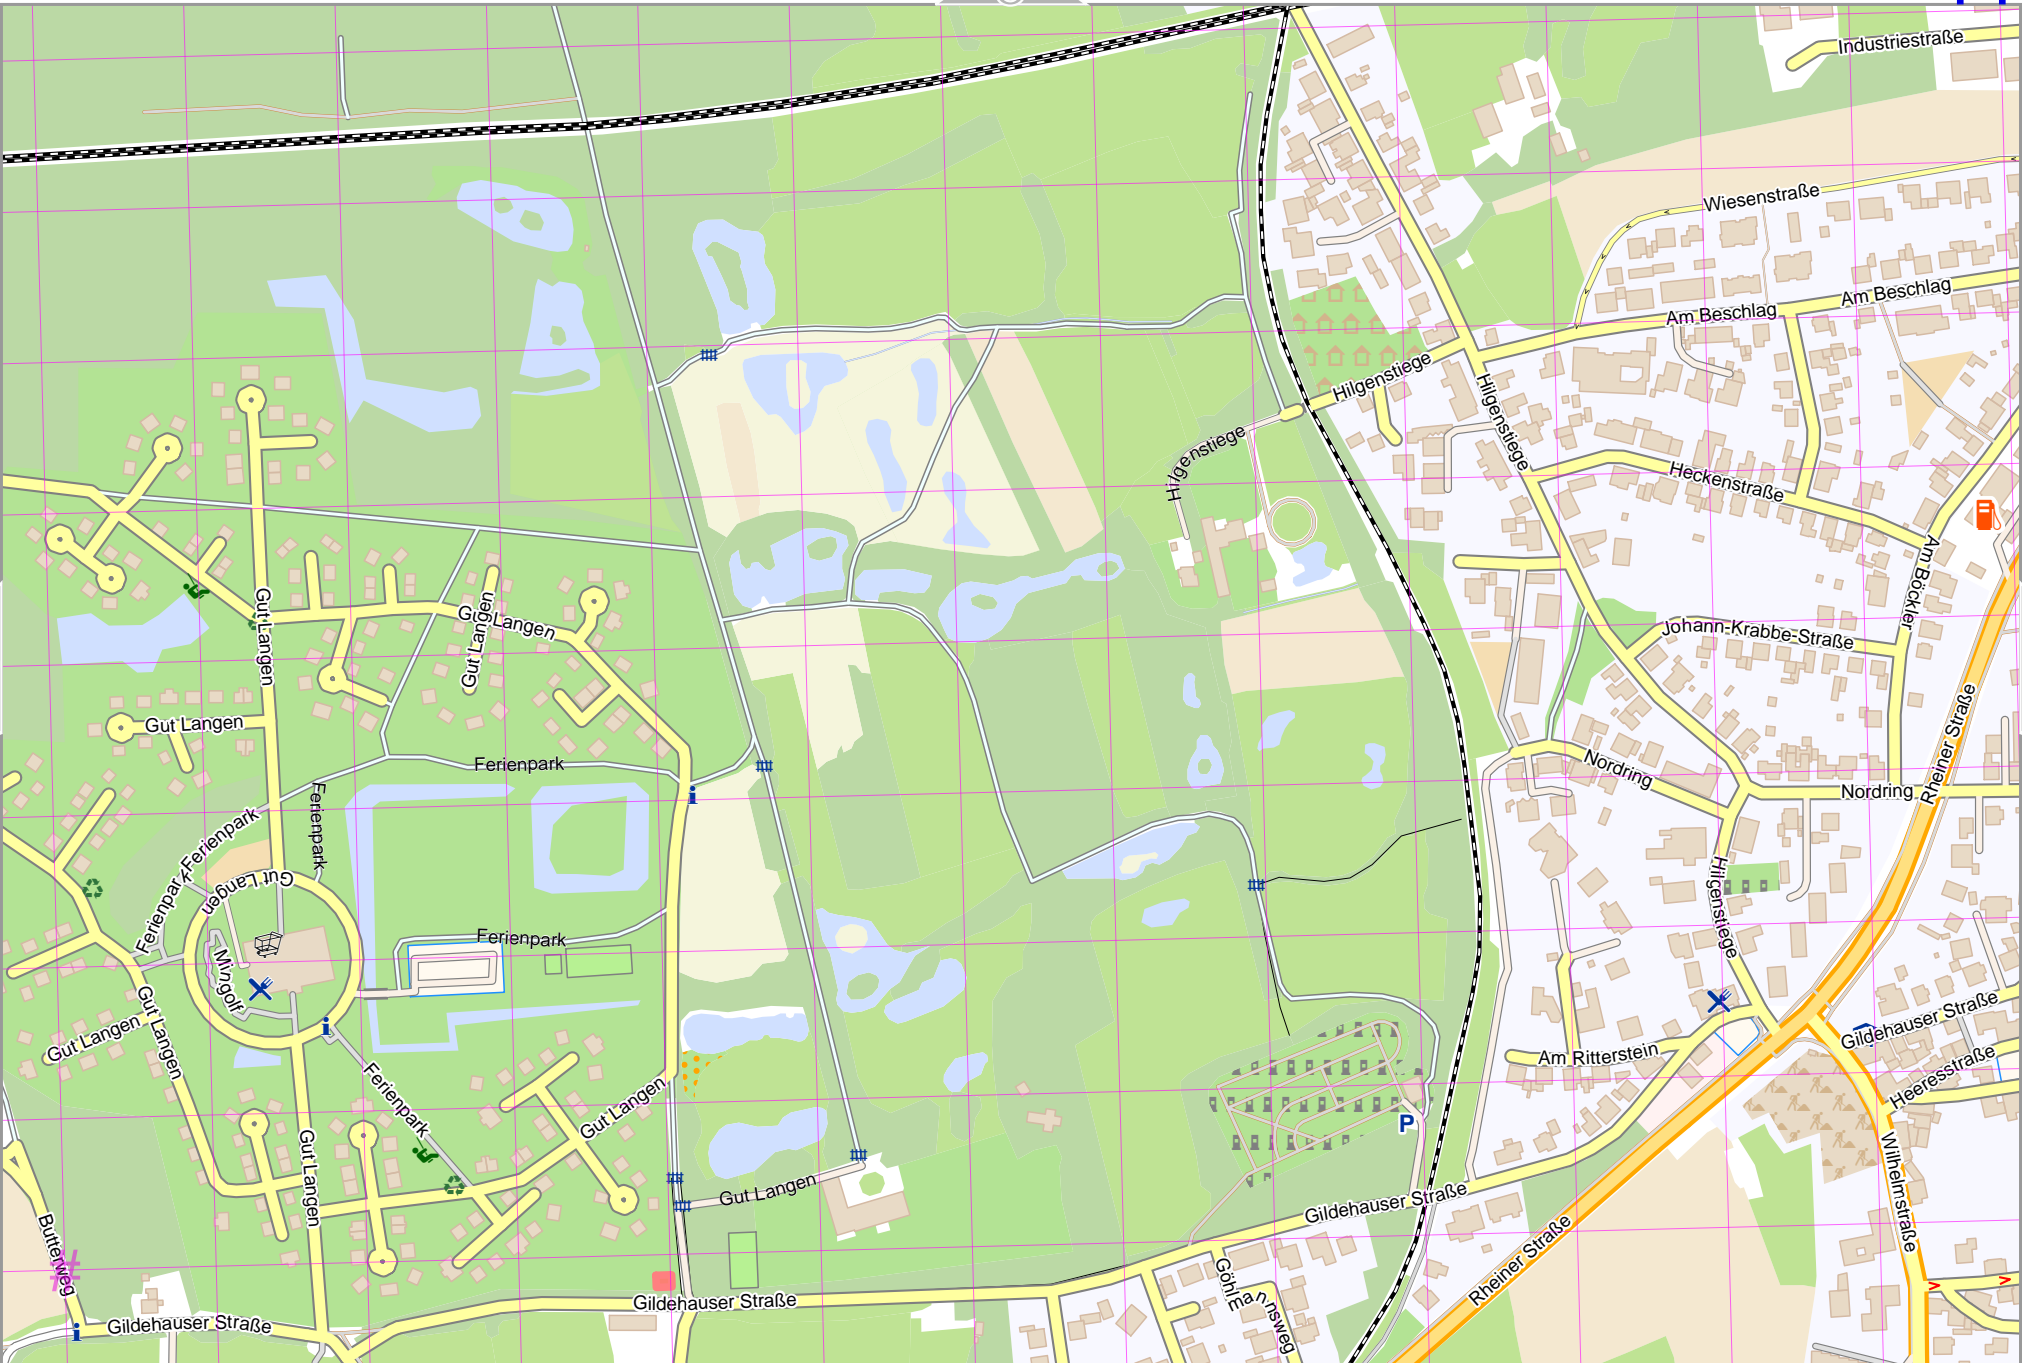 Industriestraße
Wiesenstraße
Am Beschlag
Am Beschlag
Hilgenstiege
Hilgenstiege
Hilgenstiege
Heckenstraße
Am Böckler
Gut Langen
Gut Langen
Gut Langen
Johann-Krabbe-Straße
Gut Langen
Ferienpark
Nordring
Nordring
Rheiner Straße
Ferienpark
Ferienpark
Gut Langen
Ferienpark
Hilgenstiege
Ferienpark
Minigolf
Gut Langen
Gut Langen
Gildehauser Straße
Am Ritterstein
Heeresstraße
Ferienpark
Gut Langen
P
Gut Langen
Gut Langen
Gildehauser Straße
Wilhelmstraße
Butterweg
#
Rheiner Straße
Göhlmannsweg
Gildehauser Straße
Gildehauser Straße